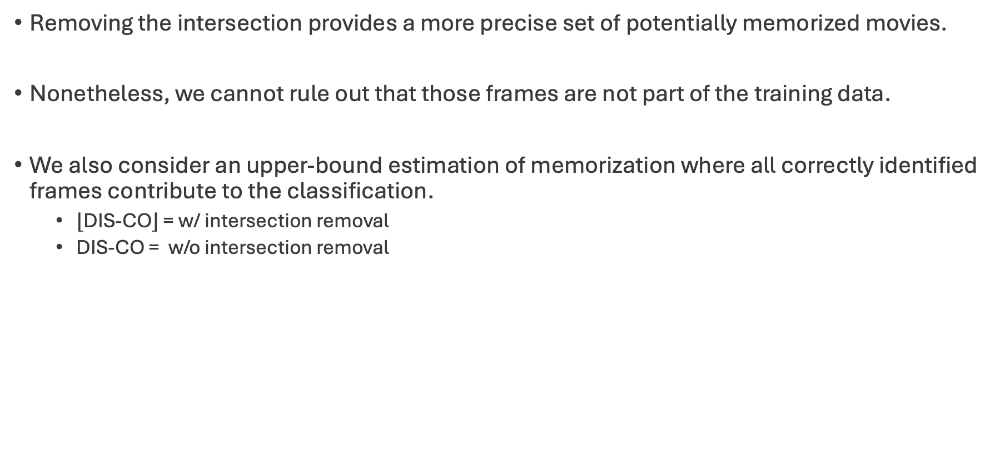 • Removing the intersection provides a more precise set of potentially memorized movies.
• Nonetheless, we cannot rule out that those frames are not part of the training data.
• We also consider an upper-bound estimation of memorization where all correctly identified
frames contribute to the classification.
• ⌊DIS-CO⌋ = w/ intersection removal
• DIS-CO =  w/o intersection removal